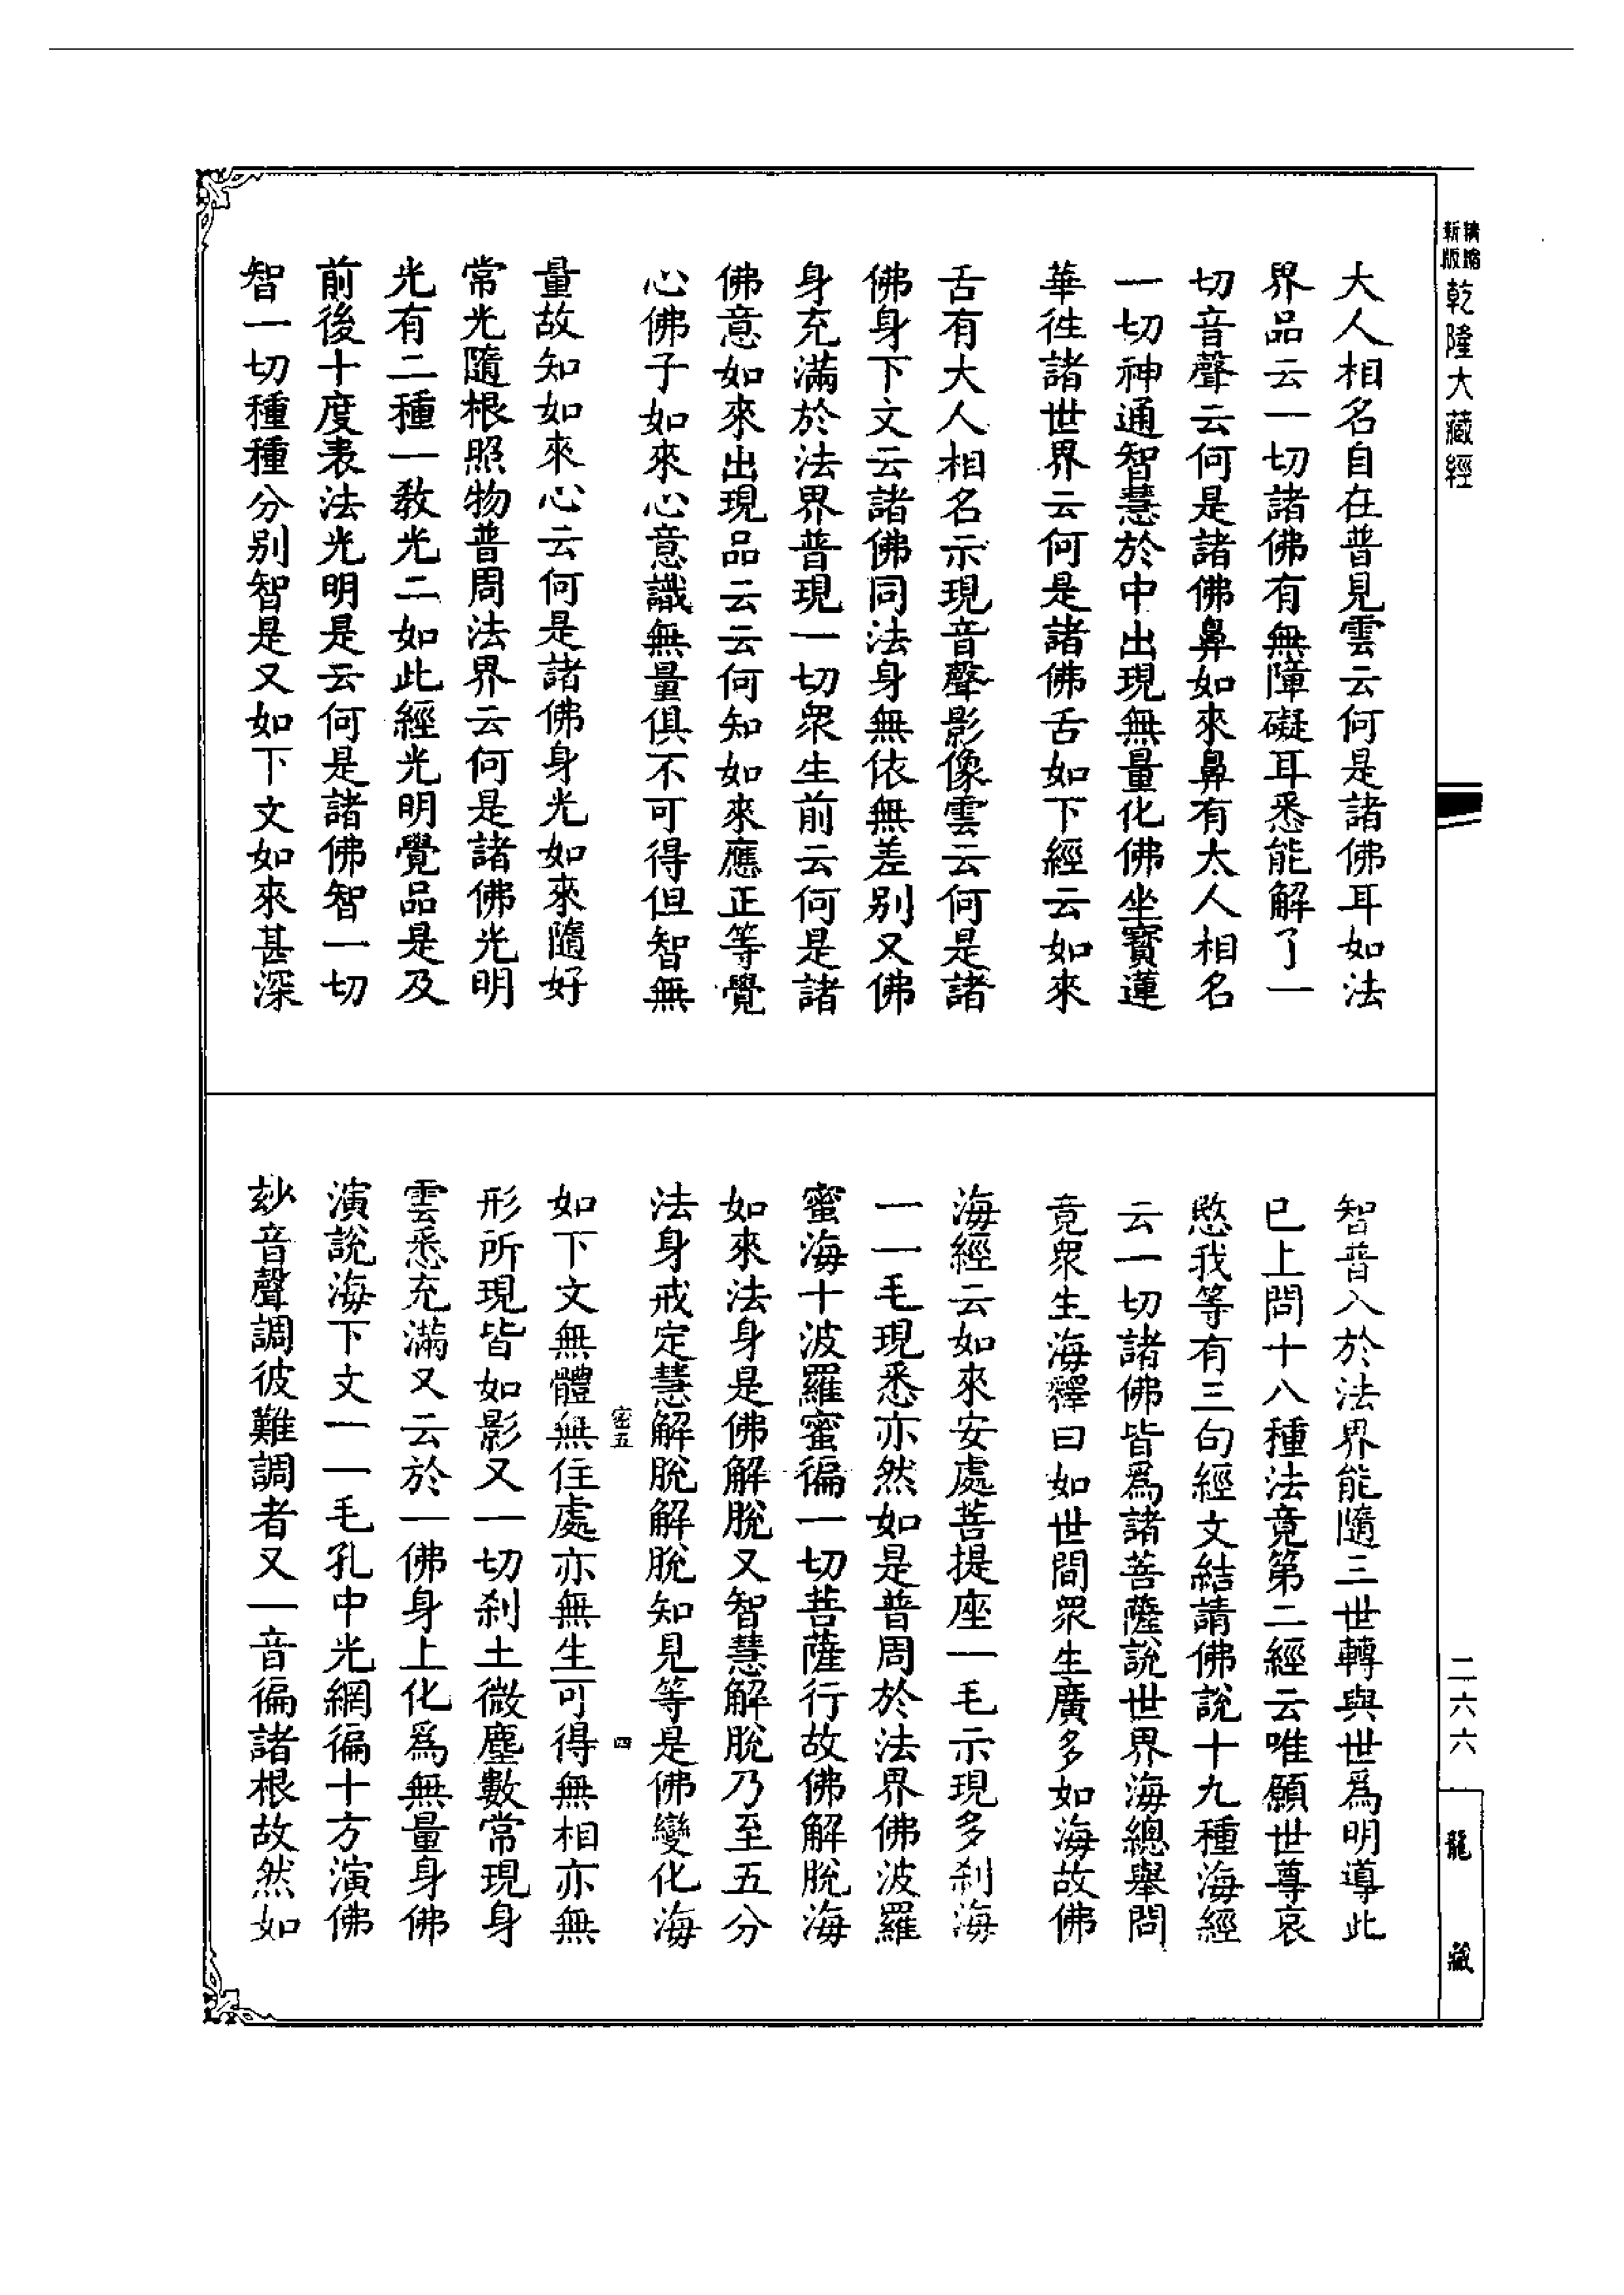 精縮新版乾隆大藏經
大人相名自在普見雲云何是諸佛耳如法
界品云一切諸佛有無障礙耳悉能解了一
切音聲云何是諸佛鼻如來鼻有大人相名
一切神通智慧於中出現無量化佛坐寳蓮
華徃諸世界云何是諸佛舌如下經云如來
舌有大人相名示現音聲影像雲云何是諸
佛身下文云諸佛同法身無依無差別又佛
身充滿於法界普現一切衆生前云何是諸
佛意如來出現品云云何知如來應正等覺
心佛子如來心意識無量俱不可得但智無
量故知如來心云何是諸佛身光如來隨好
常光隨根照物普周法界云何是諸佛光明
光有二種一教光二如此經光明覺品是及
前後十度表法光明是云何是諸佛智一切
智一切種種分別智是又如下文如來甚深
智普入於法界能隨三世轉與世爲明導此
已上問十八種法竟第二經云唯願世尊哀
愍我等有三句經文結請佛說十九種海經
云一切諸佛皆爲諸菩薩說世界海總舉問
竟衆生海釋曰如世間衆生廣多如海故佛
海經云如來安處菩提座一毛示現多刹海
一一毛現悉亦然如是普周於法界佛波羅
蜜海十波羅蜜徧一切菩薩行故佛解脫海
如來法身是佛解脫又智慧解脫乃至五分
法身戒定慧解脫解脫知見等是佛變化海
密五 四
如下文無體無住處亦無生可得無相亦無
形所現皆如影又一切刹土微塵數常現身
雲悉充滿又云於一佛身上化爲無量身佛
演說海下文一一毛孔中光網徧十方演佛
玅音聲調彼難調者又一音徧諸根故然如
二六六
龍藏